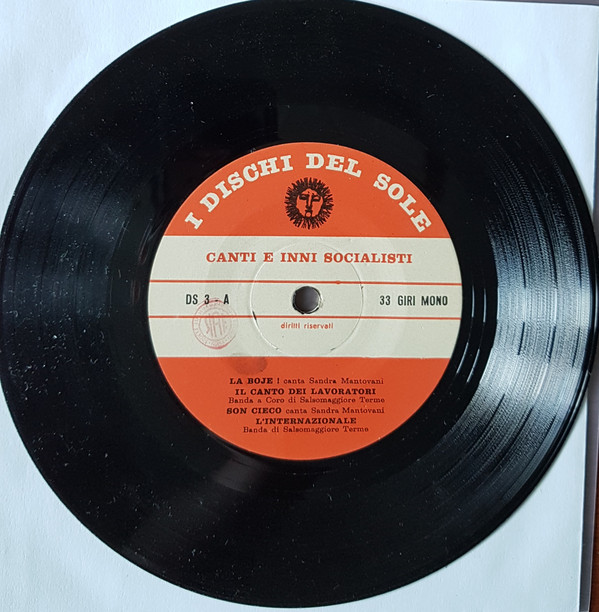 I DISCHI DEL SOLE
CANTI E INNI SOCIALISTI
DS 3 - A
33 GIRI MONO
diritti riservati
LA BOJE ! canta Sandra Mantovani
IL CANTO DEI LAVORATORI
Banda a Coro di Salsomaggiore Terme
SON CIECO canta Sandra Mantovani
L'INTERNAZIONALE
Banda di Salsomaggiore Terme